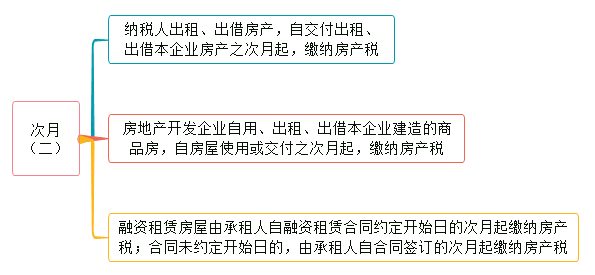 纳税人出租、出借房产，自交付出租、
出借本企业房产之次月起，缴纳房产税
次月
（二）
房地产开发企业自用、出租、出借本企业建造的商
品房，自房屋使用或交付之次月起，缴纳房产税
融资租赁房屋由承租人自融资租赁合同约定开始日的次月起缴纳房产
税；合同未约定开始日的，由承租人自合同签订的次月起缴纳房产税